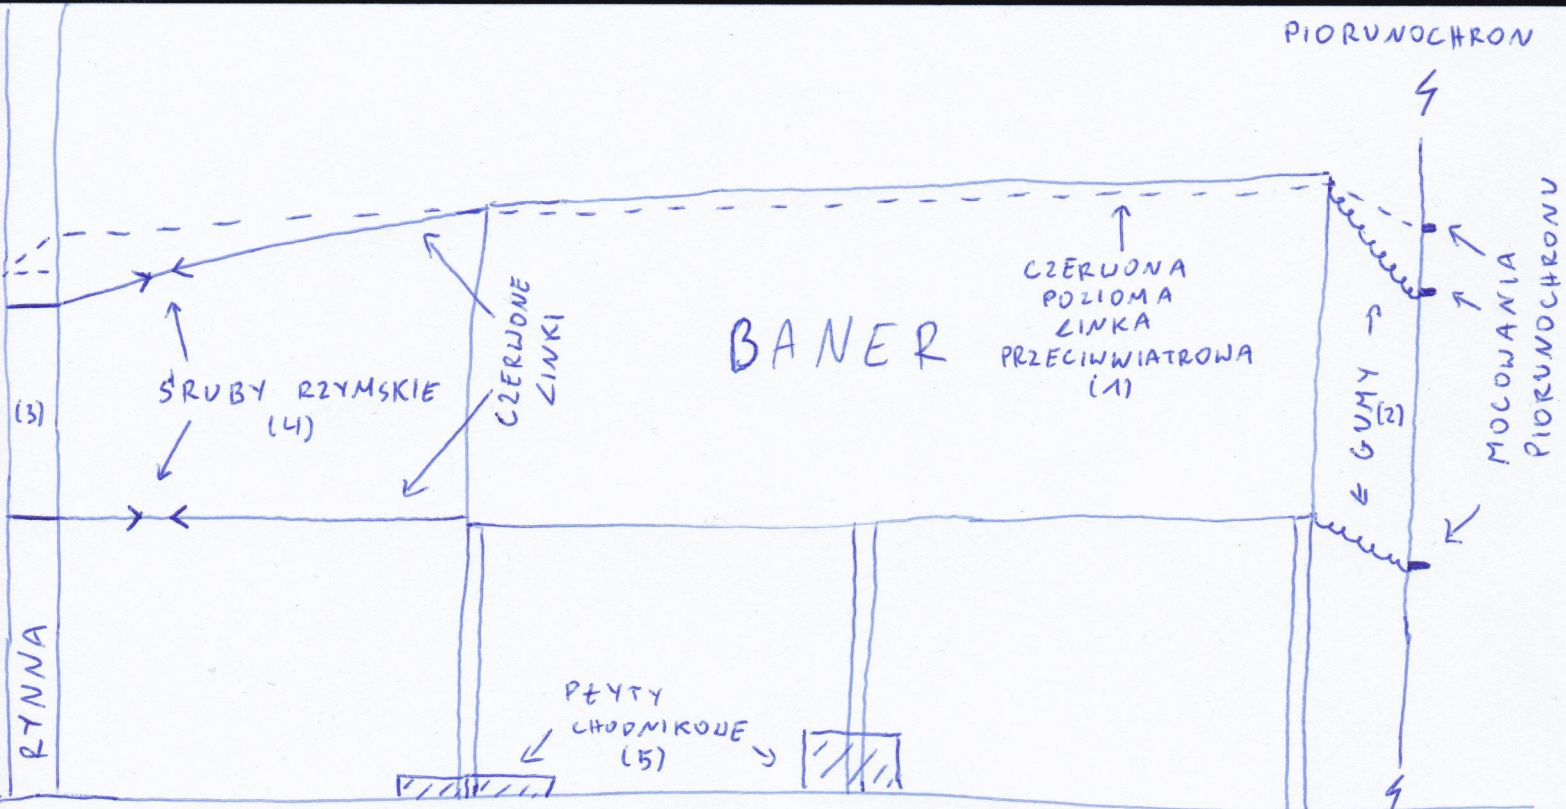 PIORUNOCHRON
CZERWONE
LINKI
CZERWONA
POZIOMA
LINKA
PRZECIWWIATROWA
(1)
BANER
ŚRUBY RZYMSKIE
(4)
(3)
GUMY (2)
MOCOWANIA
PIORUNOCHRONU
RYNNA
PŁYTY
CHODNIKOWE
(5)